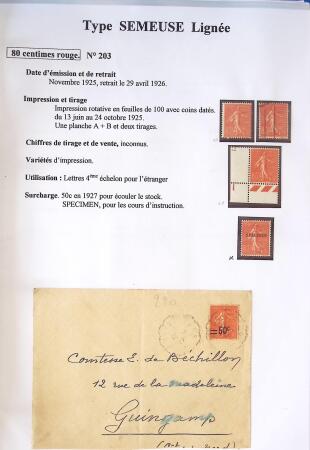 Type SEMEUSE Lignée
80 centimes rouge. N° 203
Date d'émission et de retrait
Novembre 1925, retrait le 29 avril 1926.
Impression et tirage
Impression rotative en feuilles de 100 avec coins datés.
du 13 juin au 24 octobre 1925.
Une planche A + B et deux tirages.
Chiffres de tirage et de vente, inconnus.
Variétés d'impression.
Utilisation : Lettres 4ème échelon pour l'étranger
Surcharge. 50c en 1927 pour écouler le stock.
SPECIMEN, pour les cours d'instruction.
SPECIMEN
=50c
Comtesse E. de Béchillon
12 rue de la madeleine
Guingamp